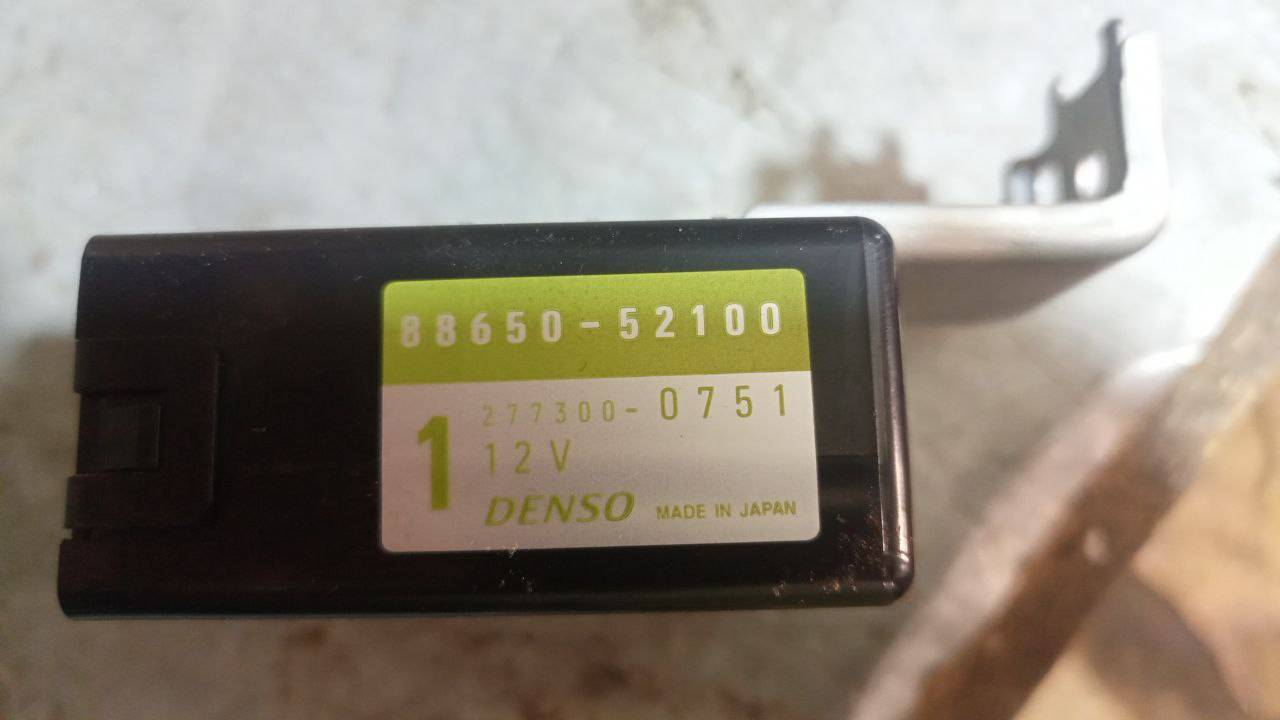 88650-52100
1
277300-0751
12V
DENSO MADE IN JAPAN